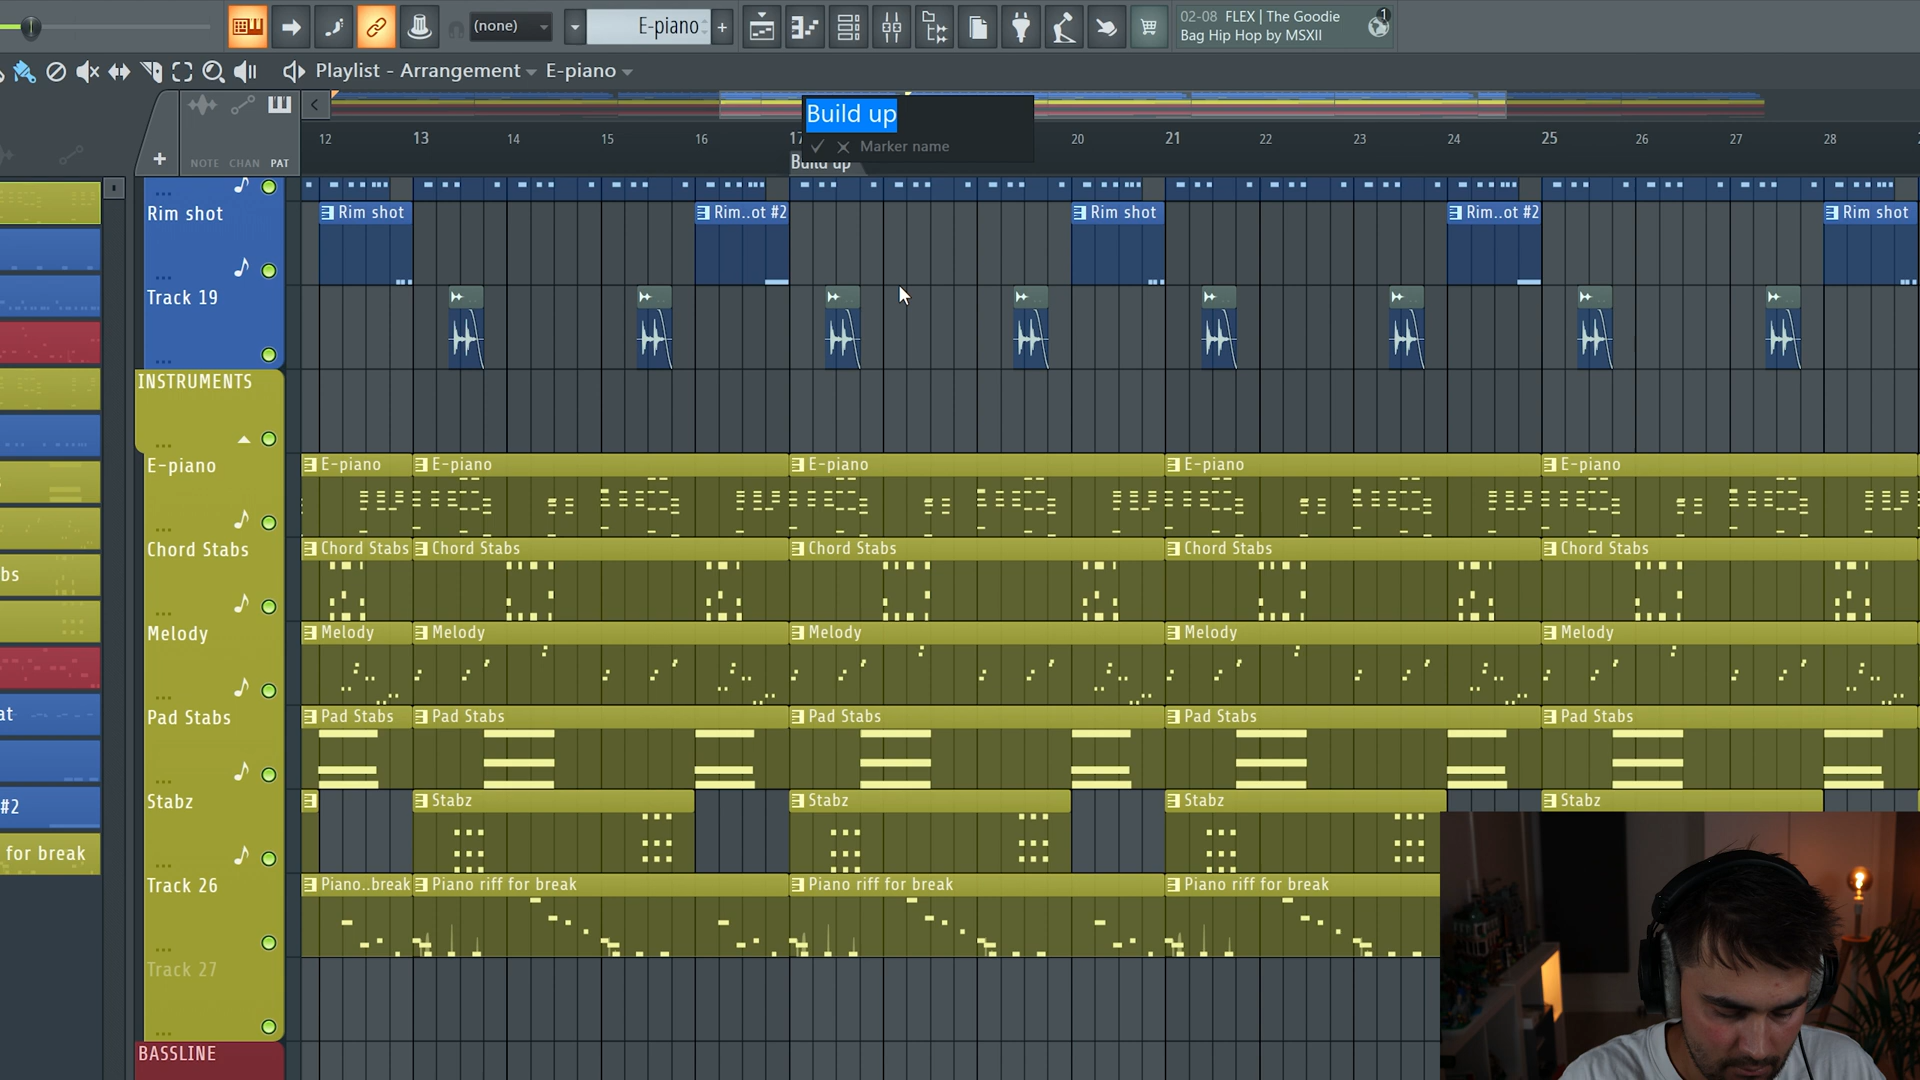 (none)
E-piano
+
02-08 FLEX | The Goodie
Bag Hip Hop by MSXII
1
Playlist - Arrangement
E-piano
Build up
Marker name
Build up
NOTE CHAN PAT
12 13 14 15 16 17 20 21 22 23 24 25 26 27 28
Rim shot
Rim shot
Rim..ot #2
Rim shot
Rim..ot #2
Rim shot
Track 19
INSTRUMENTS
E-piano
E-piano
E-piano
E-piano
E-piano
E-piano
Chord Stabs
Chord Stabs
Chord Stabs
Chord Stabs
Chord Stabs
Chord Stabs
bs
Melody
Melody
Melody
Melody
Melody
Melody
Pad Stabs
Pad Stabs
Pad Stabs
Pad Stabs
Pad Stabs
Pad Stabs
at
Stabz
Stabz
Stabz
Stabz
Stabz
#2
for break
Track 26
Piano..break
Piano riff for break
Piano riff for break
Piano riff for break
Track 27
BASSLINE